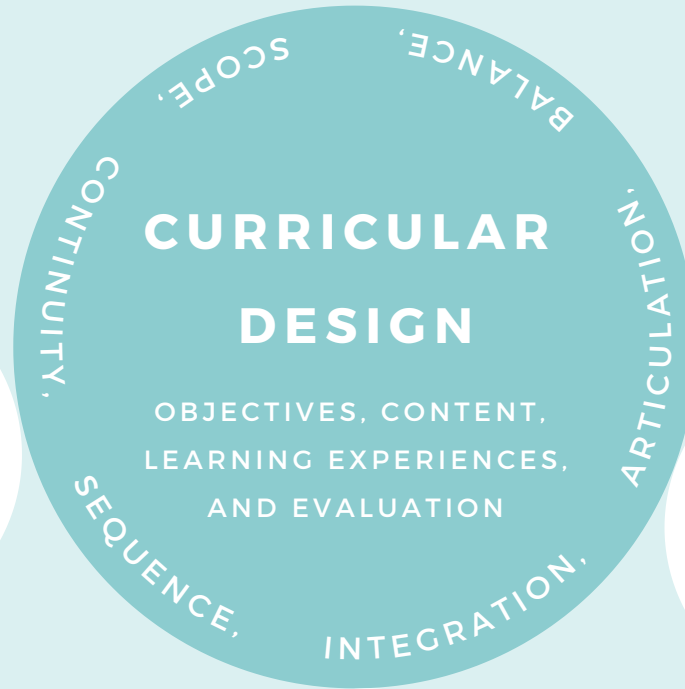 CURRICULAR
DESIGN
OBJECTIVES, CONTENT,
LEARNING EXPERIENCES,
AND EVALUATION
SCOPE,
CONTINUITY,
SEQUENCE,
INTEGRATION,
ARTICULATION,
BALANCE,